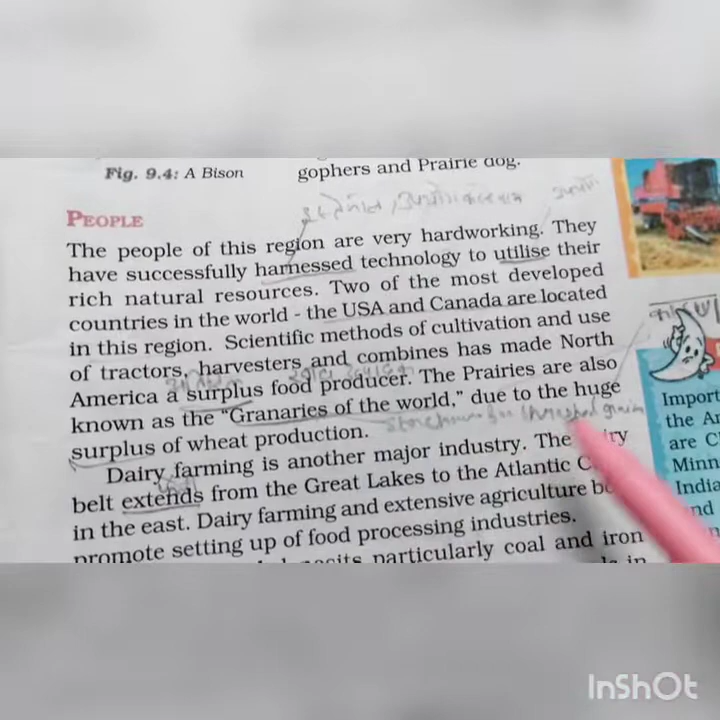 Fig. 9.4: A Bison
gophers and Prairie dog.
PEOPLE
The people of this region are very hardworking. They
have successfully harnessed technology to utilise their
rich natural resources. Two of the most developed
countries in the world - the USA and Canada are located
in this region. Scientific methods of cultivation and use
of tractors, harvesters and combines has made North
America a surplus food producer. The Prairies are also
known as the “Granaries of the world,” due to the huge
surplus of wheat production.
Dairy farming is another major industry. The
belt extends from the Great Lakes to the Atlantic
in the east. Dairy farming and extensive agriculture
promote setting up of food processing industries.
particularly coal and iron
in
Import
the
are
Minn
India
InShOt